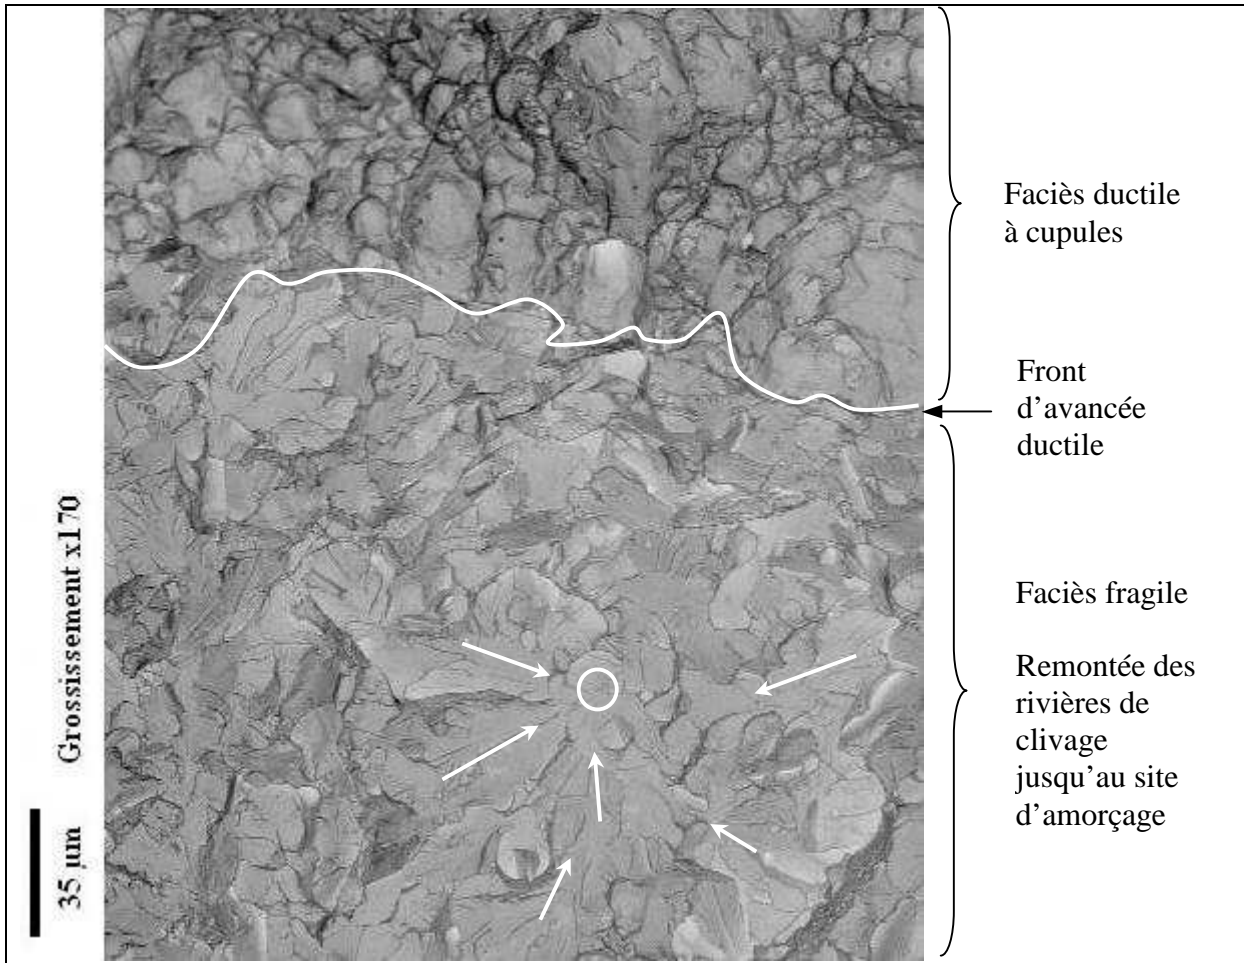 Faciès ductile
à cupules
Front
d'avancée
ductile
Faciès fragile
Remontée des
rivières de
clivage
jusqu'au site
d'amorçage
Grossissement x170
35 µm